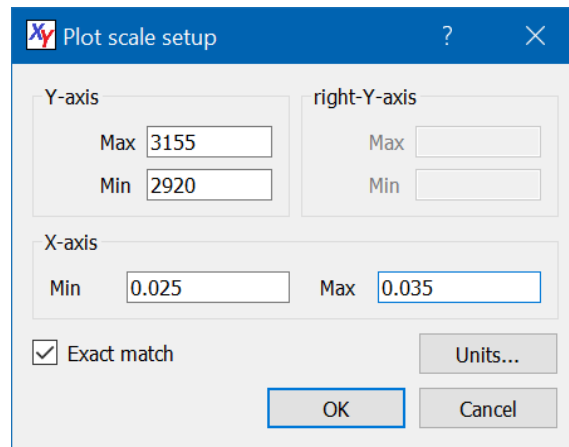 XY Plot scale setup ?
Y-axis
Max 3155
Min 2920
right-Y-axis
Max
Min
X-axis
Min 0.025 Max 0.035
Exact match Units...
OK Cancel